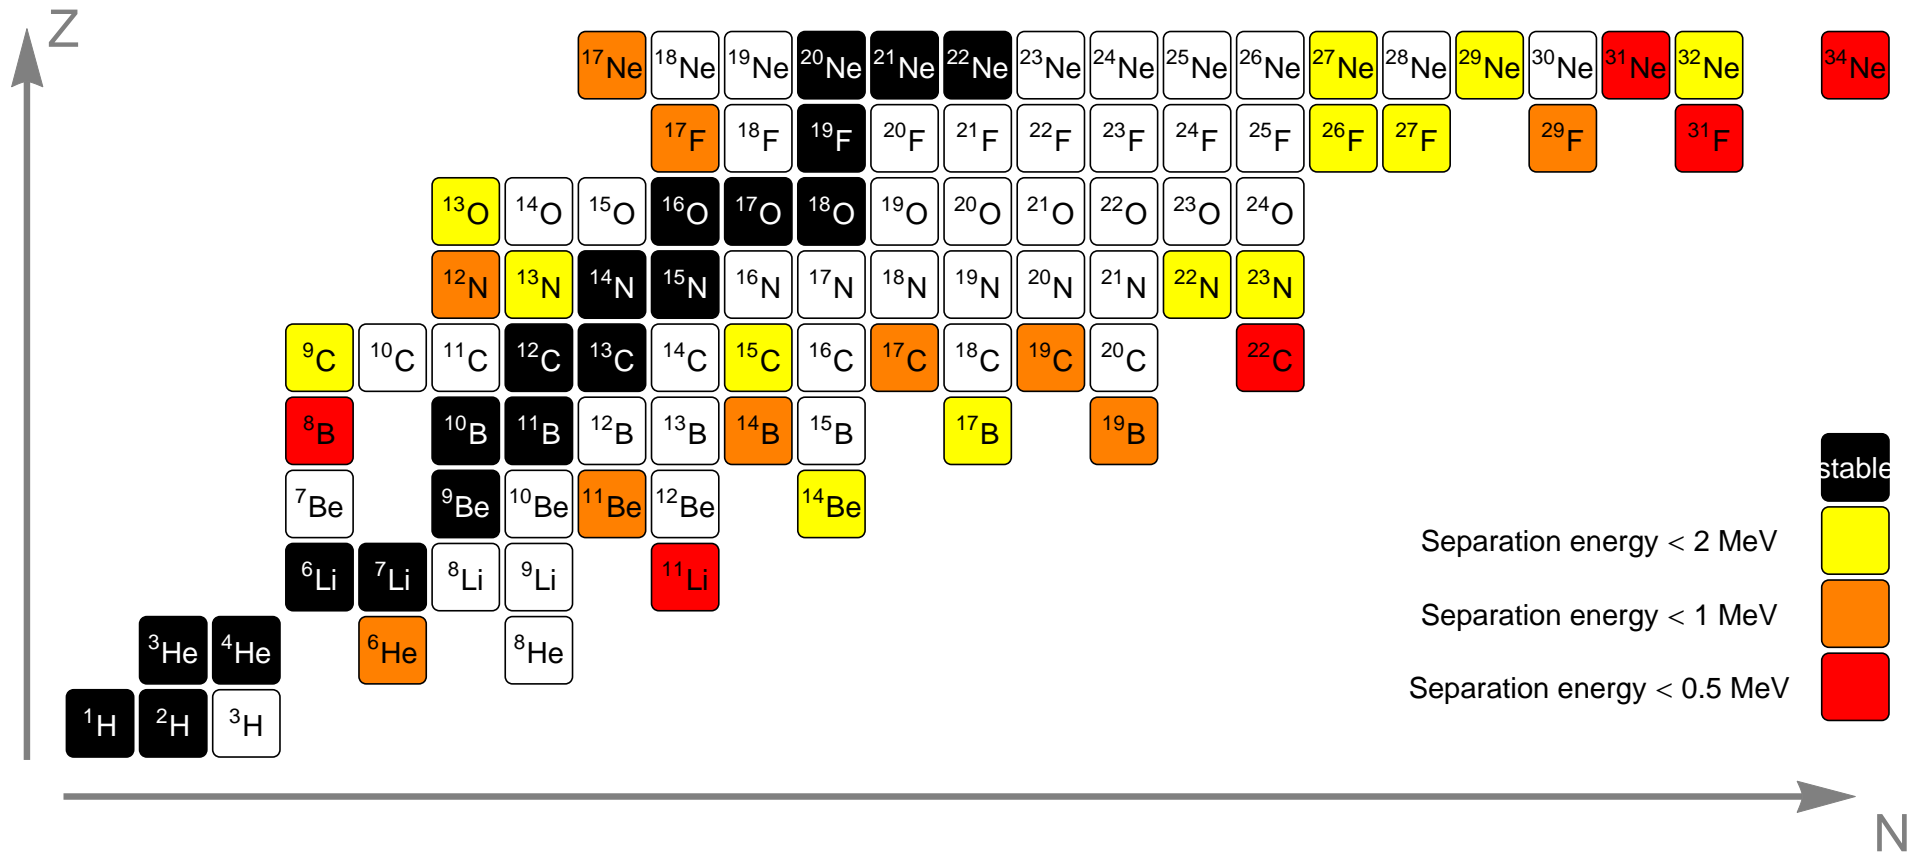 Z
¹⁷Ne ¹⁸Ne ¹⁹Ne ²⁰Ne ²¹Ne ²²Ne ²³Ne ²⁴Ne ²⁵Ne ²⁶Ne ²⁷Ne ²⁸Ne ²⁹Ne ³⁰Ne ³¹Ne ³²Ne ³⁴Ne
¹⁷F ¹⁸F ¹⁹F ²⁰F ²¹F ²²F ²³F ²⁴F ²⁵F ²⁶F ²⁷F ²⁹F ³¹F
¹³O ¹⁴O ¹⁵O ¹⁶O ¹⁷O ¹⁸O ¹⁹O ²⁰O ²¹O ²²O ²³O ²⁴O
¹²N ¹³N ¹⁴N ¹⁵N ¹⁶N ¹⁷N ¹⁸N ¹⁹N ²⁰N ²¹N ²²N ²³N
⁹C ¹⁰C ¹¹C ¹²C ¹³C ¹⁴C ¹⁵C ¹⁶C ¹⁷C ¹⁸C ¹⁹C ²⁰C ²²C
⁸B ¹⁰B ¹¹B ¹²B ¹³B ¹⁴B ¹⁵B ¹⁷B ¹⁹B
stable
⁷Be ⁹Be ¹⁰Be ¹¹Be ¹²Be ¹⁴Be
Separation energy < 2 MeV
⁶Li ⁷Li ⁸Li ⁹Li ¹¹Li
Separation energy < 1 MeV
³He ⁴He ⁶He ⁸He
Separation energy < 0.5 MeV
¹H ²H ³H
N